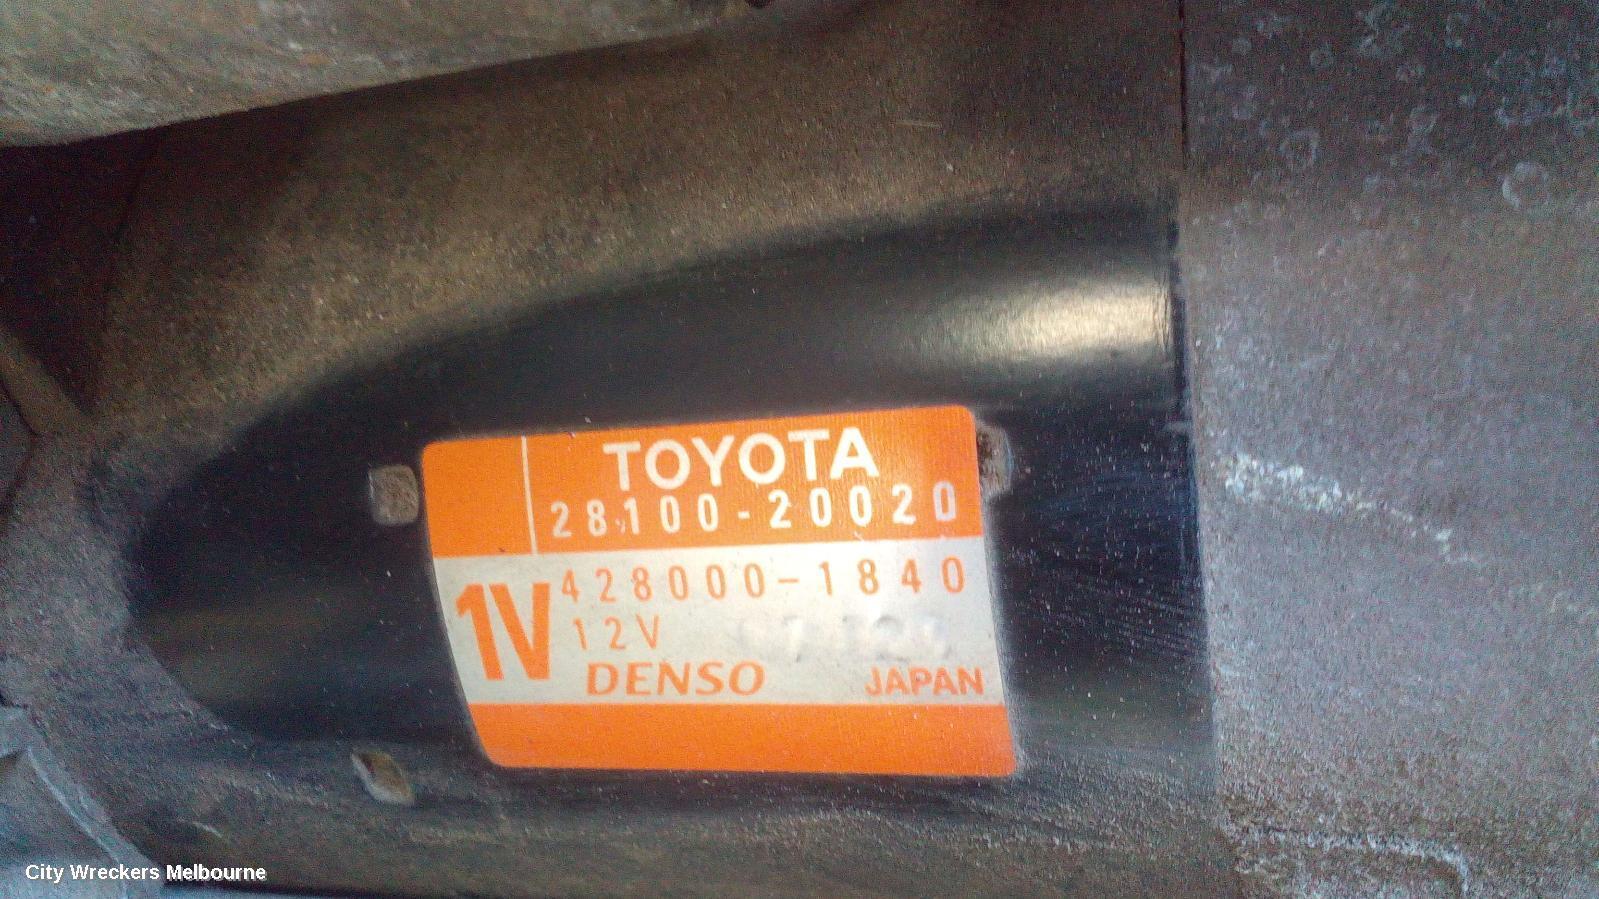 TOYOTA
28100-20020
1V
428000-1840
12V
DENSO JAPAN
City Wreckers Melbourne